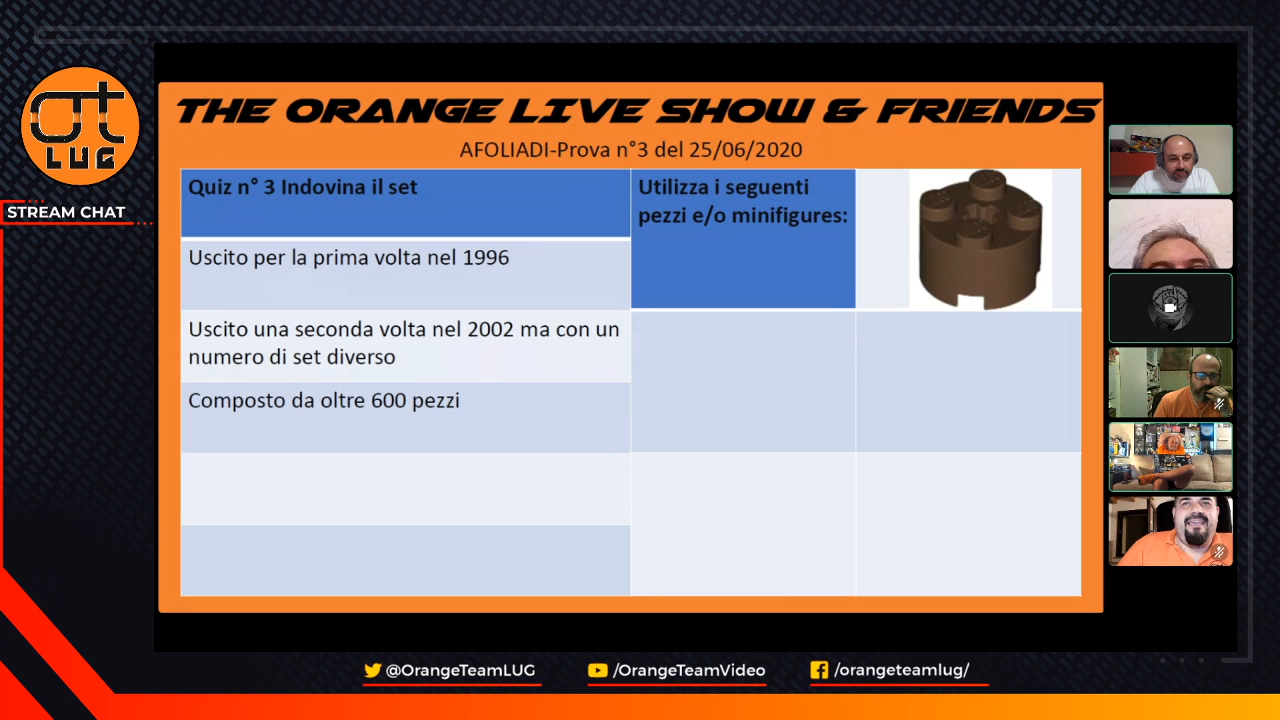 THE ORANGE LIVE SHOW & FRIENDS
AFOLIADI-Prova n°3 del 25/06/2020
LUG
STREAM CHAT
Quiz n° 3 Indovina il set
Utilizza i seguenti
pezzi e/o minifigures:
Uscito per la prima volta nel 1996
Uscito una seconda volta nel 2002 ma con un
numero di set diverso
Composto da oltre 600 pezzi
@OrangeTeamLUG
/OrangeTeamVideo
/orangeteamlug/